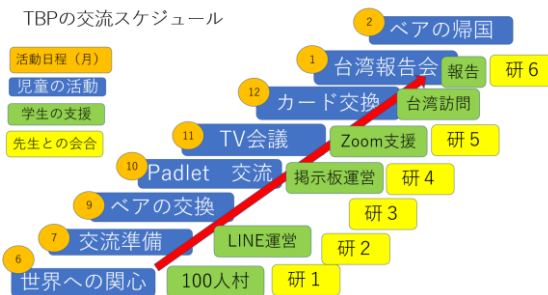 TBPの交流スケジュール
2 ベアの帰国
活動日程（月）
1 台湾報告会 報告 研６
児童の活動
12 カード交換 台湾訪問
学生の支援
先生との会合
11 TV会議 Zoom支援 研５
10 Padlet　交流 掲示板運営 研４
9 ベアの交換 研３
7 交流準備 LINE運営 研２
6 世界への関心 100人村 研１